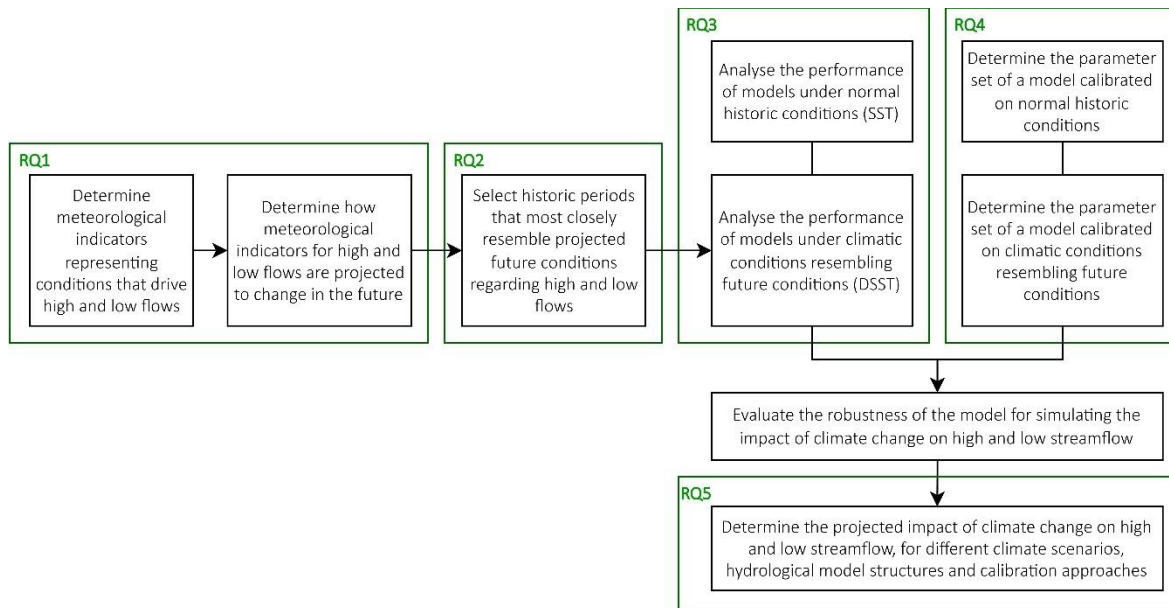 RQ1
Determine
meteorological
indicators
representing
conditions that drive
high and low flows
Determine how
meteorological
indicators for high and
low flows are projected
to change in the future
RQ2
Select historic periods
that most closely
resemble projected
future conditions
regarding high and low
flows
RQ3
Analyse the performance
of models under normal
historic conditions (SST)
Analyse the performance
of models under climatic
conditions resembling
future conditions (DSST)
RQ4
Determine the parameter
set of a model calibrated
on normal historic
conditions
Determine the parameter
set of a model calibrated
on climatic conditions
resembling future
conditions
Evaluate the robustness of the model for simulating the
impact of climate change on high and low streamflow
RQ5
Determine the projected impact of climate change on high
and low streamflow, for different climate scenarios,
hydrological model structures and calibration approaches